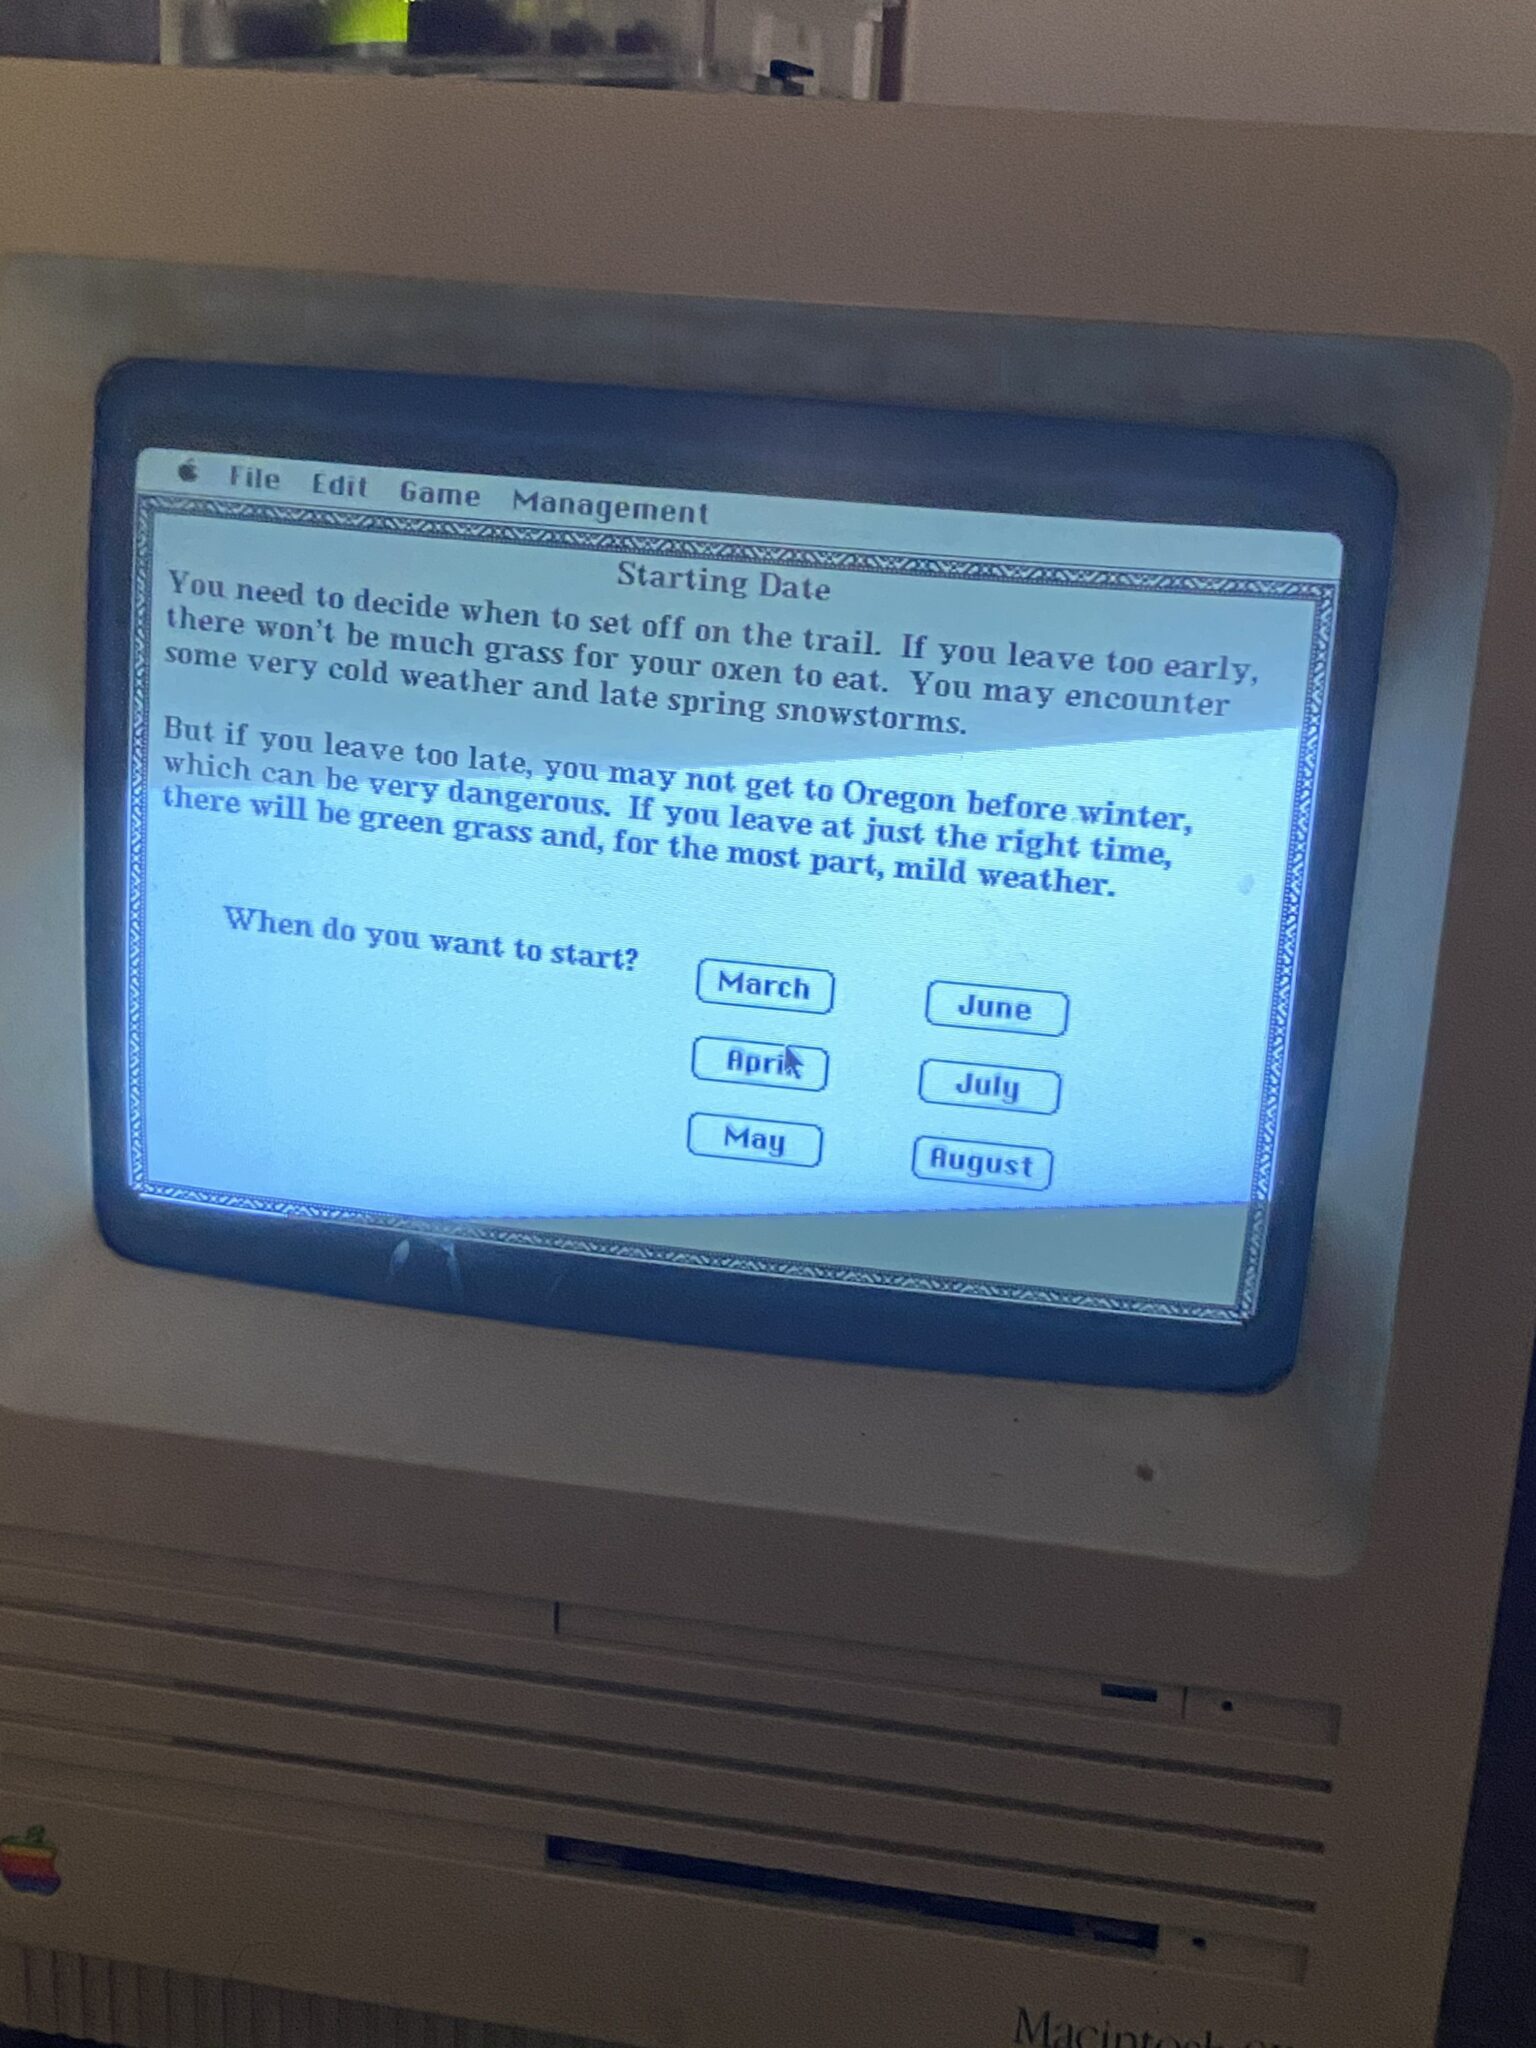 File Edit Game Management
Starting Date
You need to decide when to set off on the trail. If you leave too early,
there won't be much grass for your oxen to eat. You may encounter
some very cold weather and late spring snowstorms.
But if you leave too late, you may not get to Oregon before winter,
which can be very dangerous. If you leave at just the right time,
there will be green grass and, for the most part, mild weather.
When do you want to start?
March June
April July
May August
Macintosh